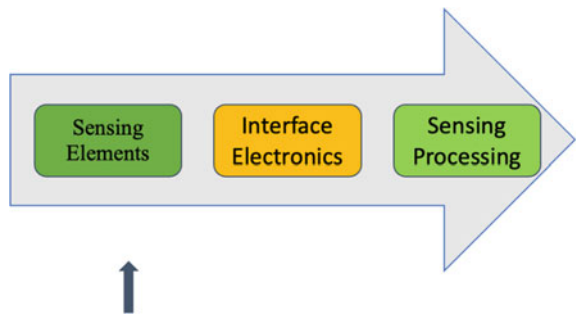 Sensing
Elements
Interface
Electronics
Sensing
Processing